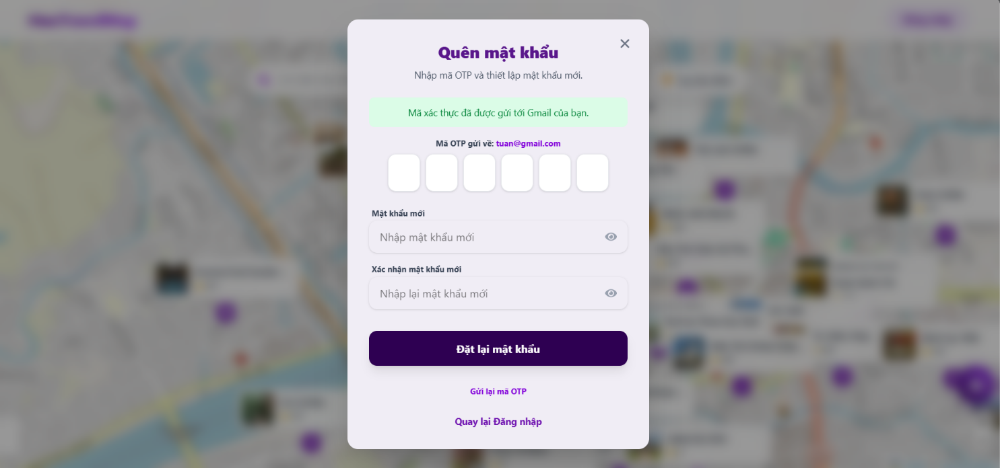 Quên mật khẩu
Nhập mã OTP và thiết lập mật khẩu mới.
Mã xác thực đã được gửi tới Gmail của bạn.
Mã OTP gửi về: tuan@gmail.com
Mật khẩu mới
Nhập mật khẩu mới
Xác nhận mật khẩu mới
Nhập lại mật khẩu mới
Đặt lại mật khẩu
Gửi lại mã OTP
Quay lại Đăng nhập